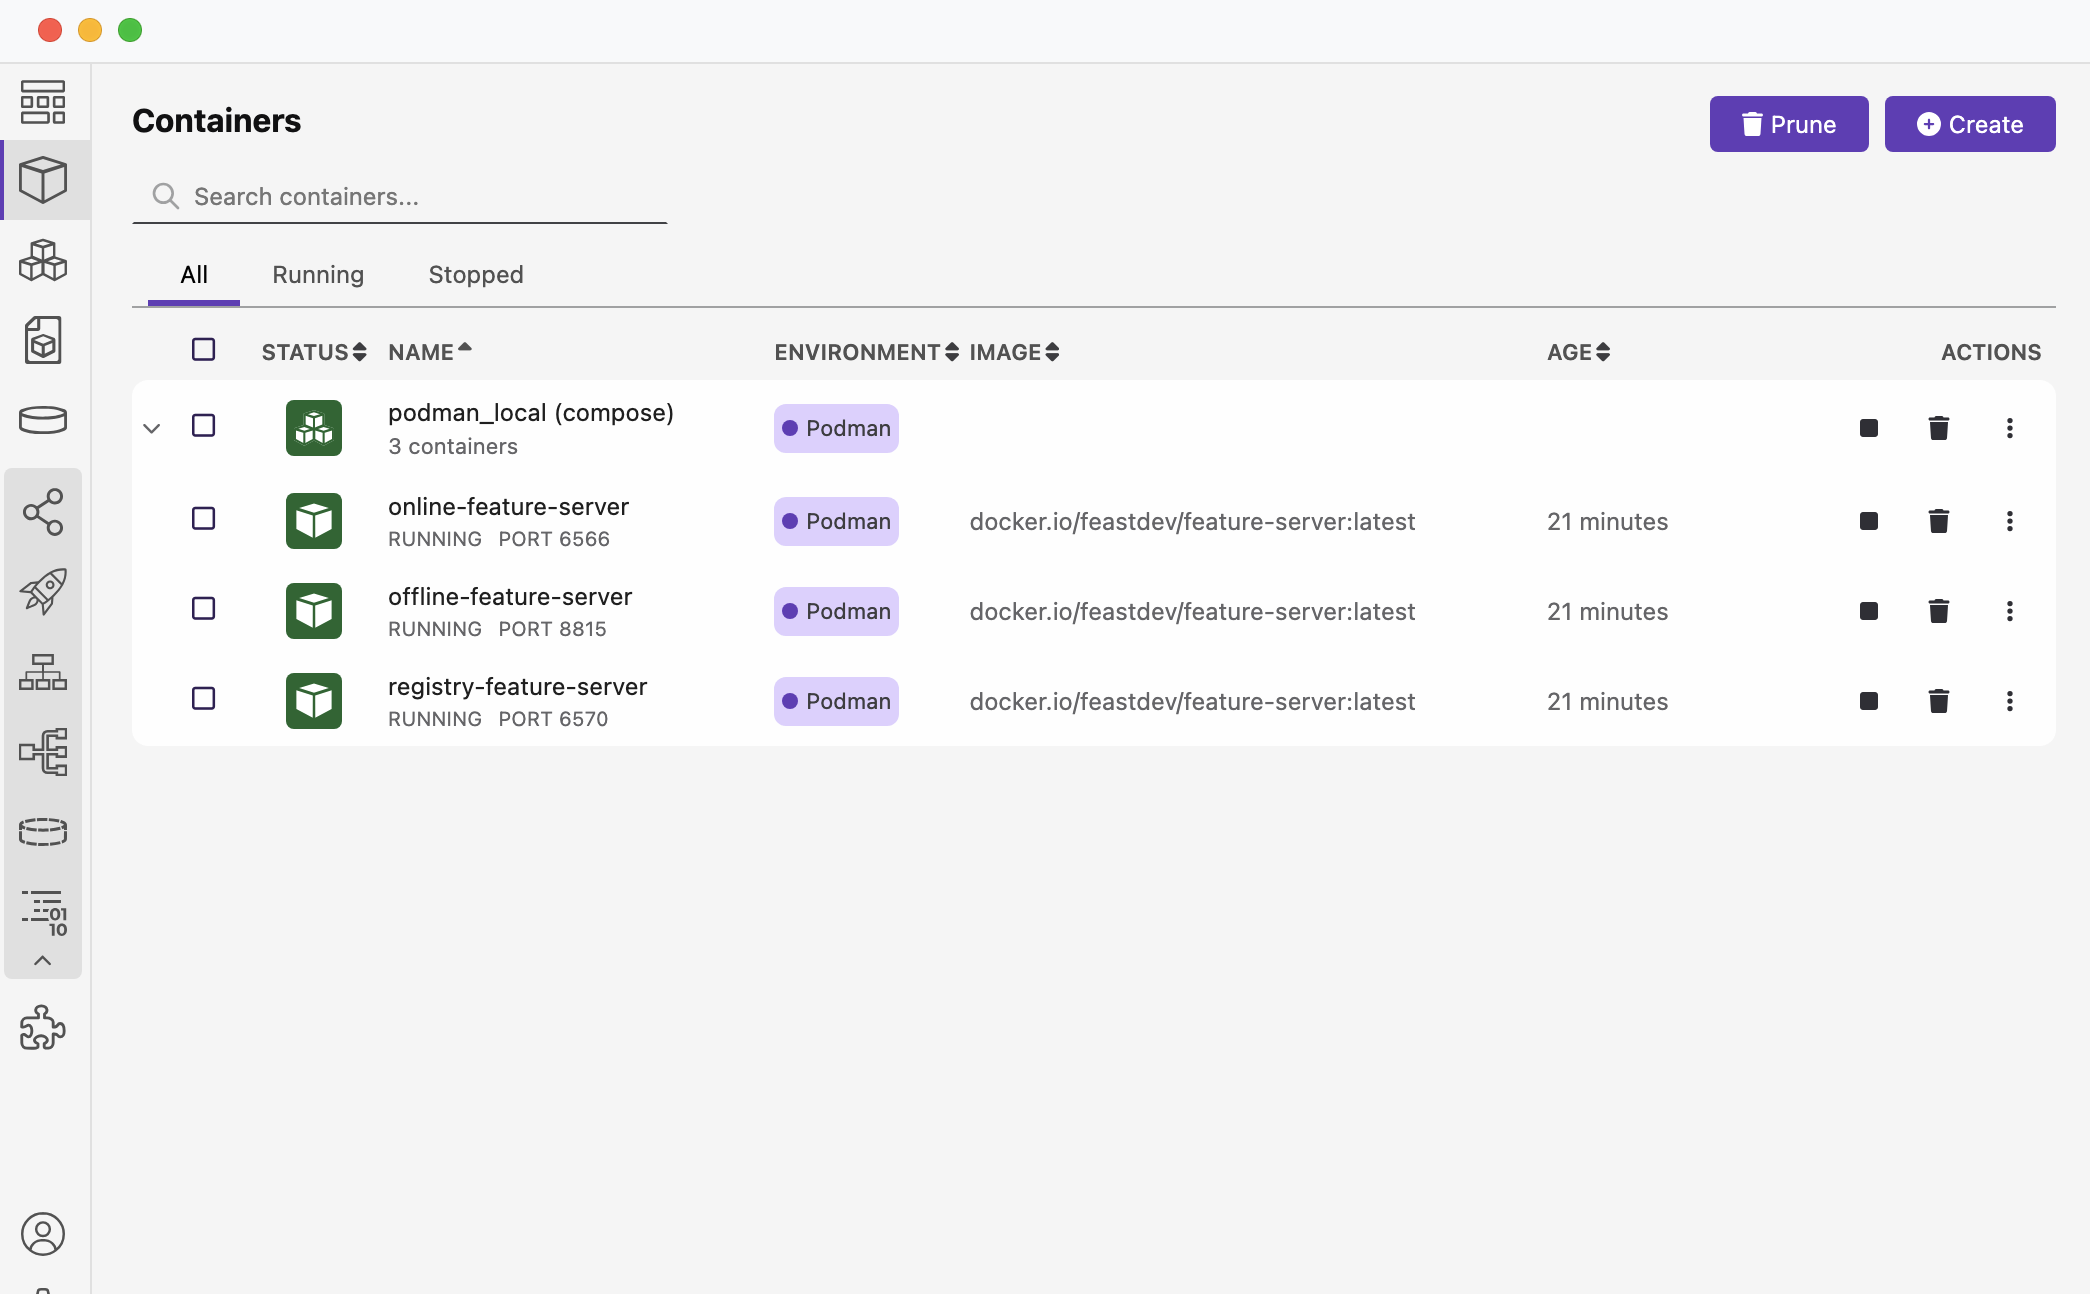 Containers
Prune
Create
Search containers...
All Running Stopped
STATUS NAME ENVIRONMENT IMAGE AGE ACTIONS
podman_local (compose)
3 containers
Podman
online-feature-server
RUNNING PORT 6566
Podman
docker.io/feastdev/feature-server:latest
21 minutes
offline-feature-server
RUNNING PORT 8815
Podman
docker.io/feastdev/feature-server:latest
21 minutes
registry-feature-server
RUNNING PORT 6570
Podman
docker.io/feastdev/feature-server:latest
21 minutes
01
10